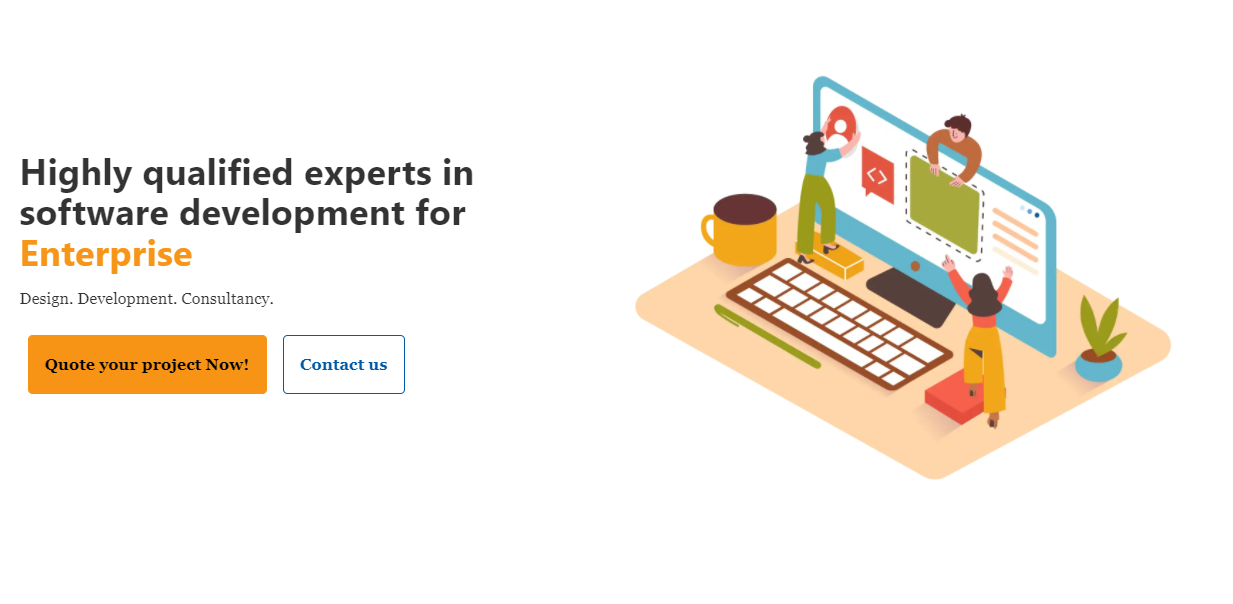 Highly qualified experts in
software development for
Enterprise
Design. Development. Consultancy.
Quote your project Now!
Contact us